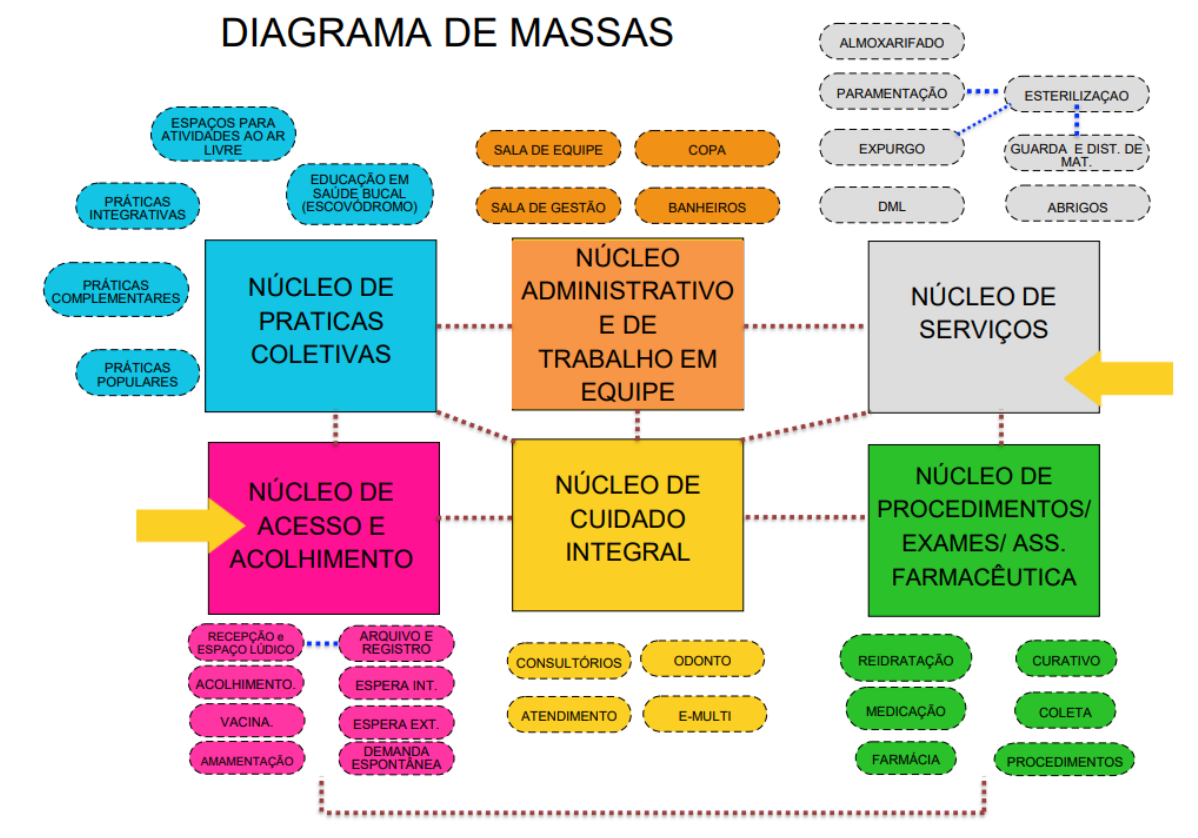 DIAGRAMA DE MASSAS
ALMOXARIFADO
PARAMENTAÇÃO
ESTERILIZAÇAO
EXPURGO
GUARDA E DIST. DE
MAT.
DML
ABRIGOS
ESPAÇOS PARA
ATIVIDADES AO AR
LIVRE
EDUCAÇÃO EM
SAÚDE BUCAL
(ESCOVÓDROMO)
PRÁTICAS
INTEGRATIVAS
PRÁTICAS
COMPLEMENTARES
PRÁTICAS
POPULARES
SALA DE EQUIPE
COPA
SALA DE GESTÃO
BANHEIROS
NÚCLEO DE
PRATICAS
COLETIVAS
NÚCLEO
ADMINISTRATIVO
E DE
TRABALHO EM
EQUIPE
NÚCLEO DE
SERVIÇOS
NÚCLEO DE
ACESSO E
ACOLHIMENTO
NÚCLEO DE
CUIDADO
INTEGRAL
NÚCLEO DE
PROCEDIMENTOS/
EXAMES/ ASS.
FARMACÊUTICA
RECEPÇÃO e
ESPAÇO LÚDICO
ARQUIVO E
REGISTRO
ACOLHIMENTO.
ESPERA INT.
VACINA.
ESPERA EXT.
AMAMENTAÇÃO
DEMANDA
ESPONTÂNEA
CONSULTÓRIOS
ODONTO
ATENDIMENTO
E-MULTI
REIDRATAÇÃO
CURATIVO
MEDICAÇÃO
COLETA
FARMÁCIA
PROCEDIMENTOS